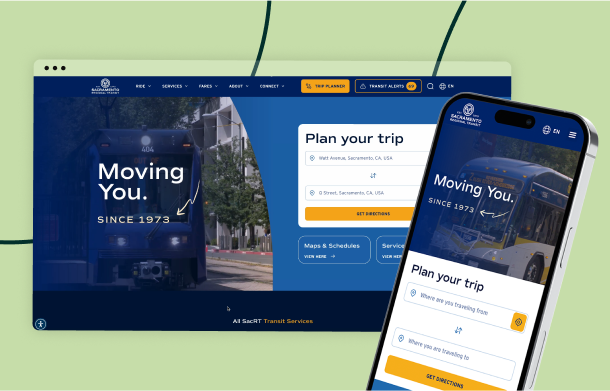 SACRAMENTO
REGIONAL TRANSIT
RIDE
SERVICES
FARES
ABOUT
CONNECT
TRIP PLANNER
TRANSIT ALERTS 69
EN
404
Moving
You.
SINCE 1973
Plan your trip
Watt Avenue, Sacramento, CA, USA
O Street, Sacramento, CA, USA
GET DIRECTIONS
Maps & Schedules
VIEW HERE
Service
VIEW HERE
All SacRT Transit Services
SACRAMENTO
REGIONAL TRANSIT
EN
Moving You.
SINCE 1973
Plan your trip
Where are you traveling from
Where you are traveling to
GET DIRECTIONS